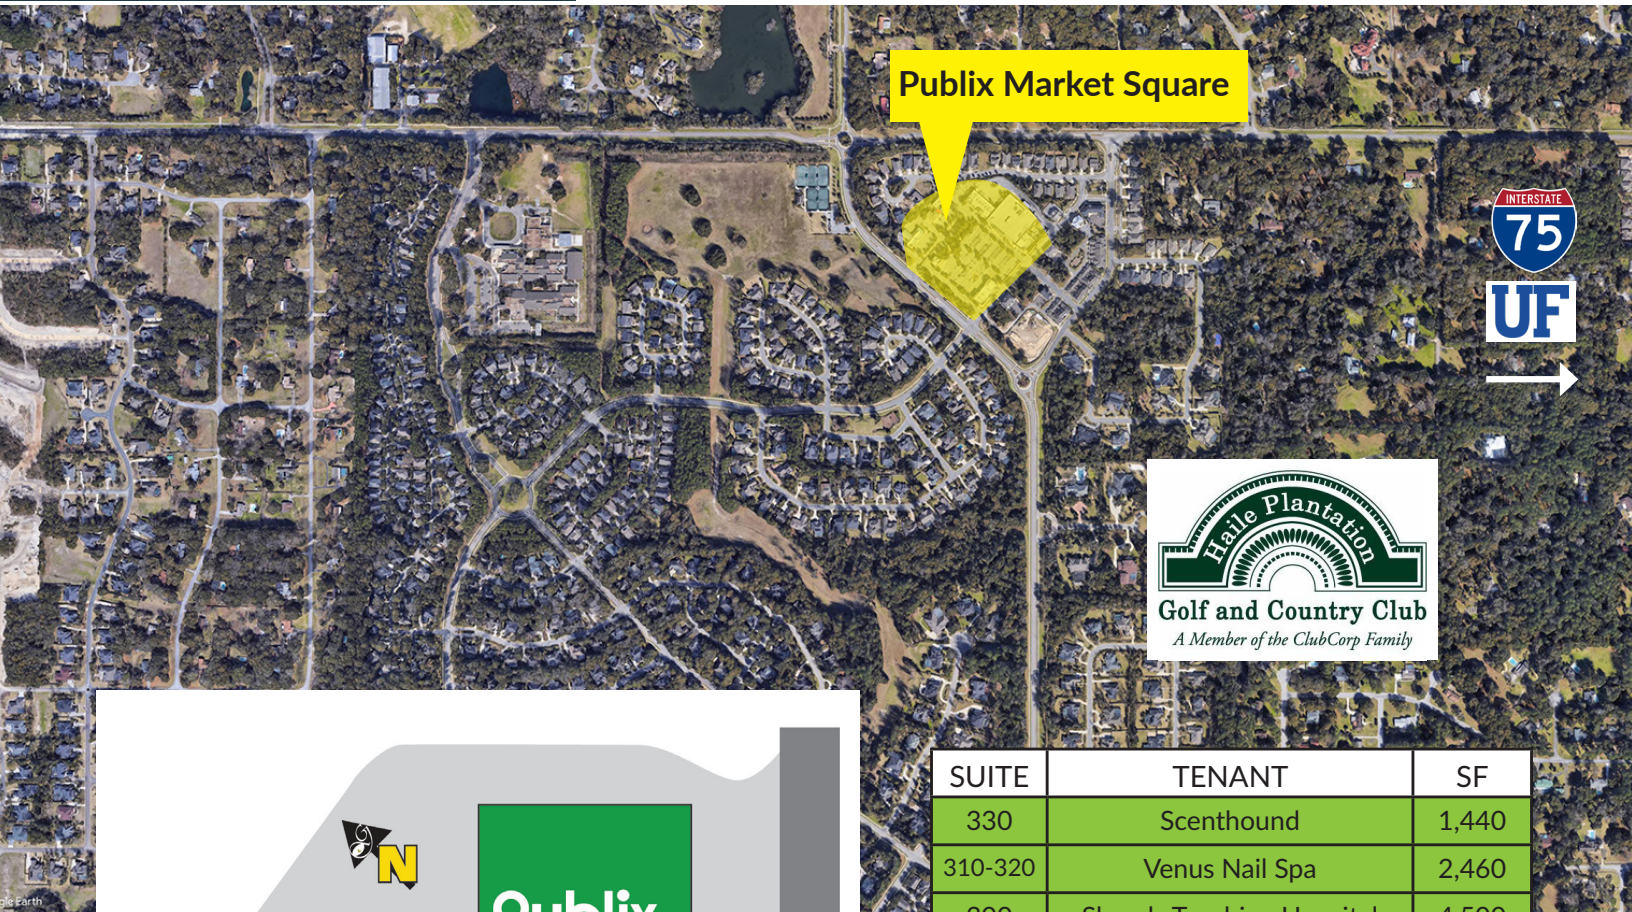 Publix Market Square
INTERSTATE
75
UF
Haile Plantation
Golf and Country Club
A Member of the ClubCorp Family
N
Publix
SUITE TENANT SF
330 Scenthound 1,440
310-320 Venus Nail Spa 2,460